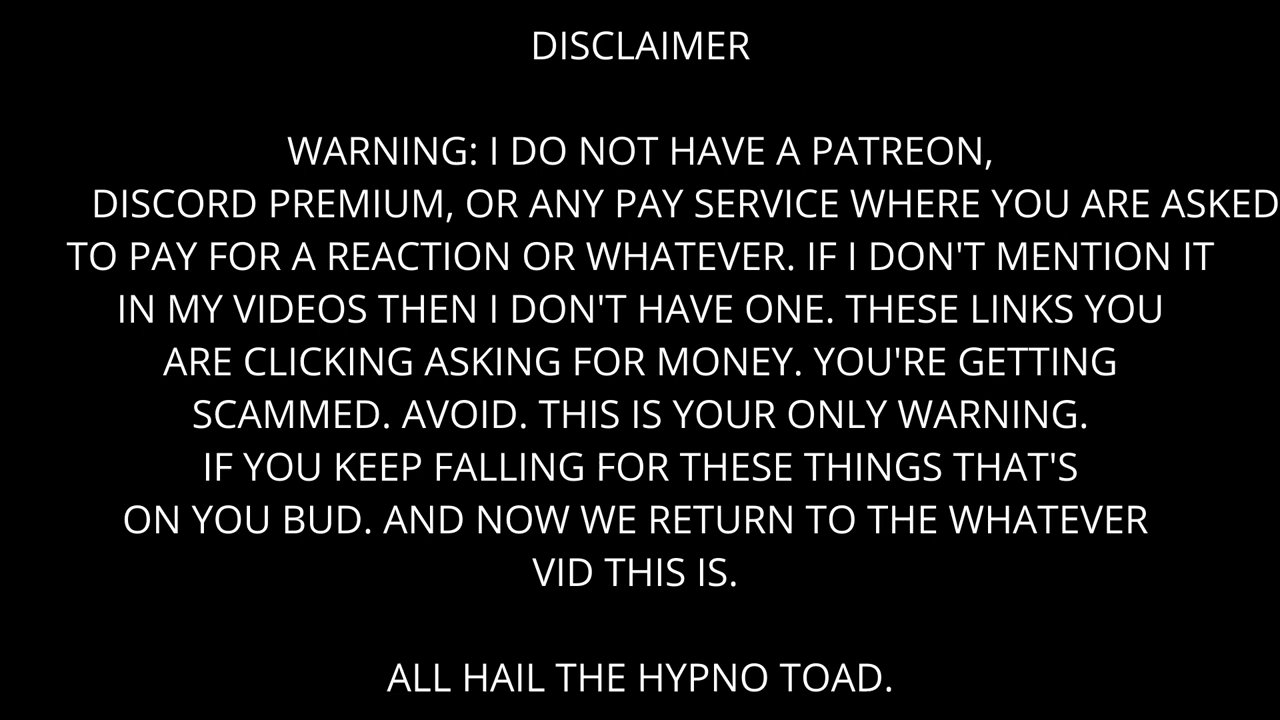 DISCLAIMER
WARNING: I DO NOT HAVE A PATREON,
DISCORD PREMIUM, OR ANY PAY SERVICE WHERE YOU ARE ASKED
TO PAY FOR A REACTION OR WHATEVER. IF I DON'T MENTION IT
IN MY VIDEOS THEN I DON'T HAVE ONE. THESE LINKS YOU
ARE CLICKING ASKING FOR MONEY. YOU'RE GETTING
SCAMMED. AVOID. THIS IS YOUR ONLY WARNING.
IF YOU KEEP FALLING FOR THESE THINGS THAT'S
ON YOU BUD. AND NOW WE RETURN TO THE WHATEVER
VID THIS IS.
ALL HAIL THE HYPNO TOAD.